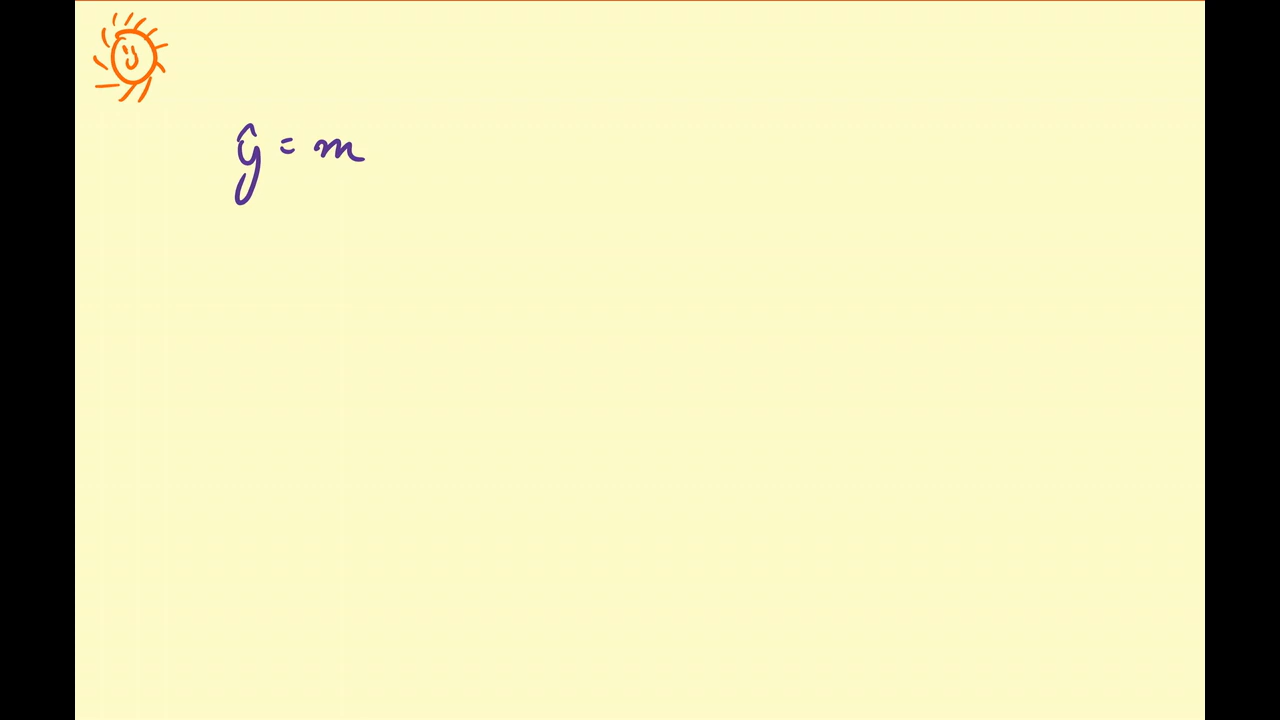 ŷ = m